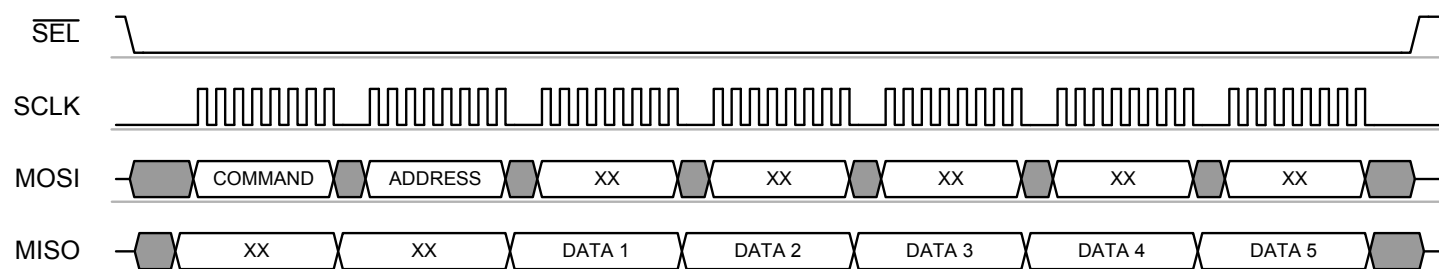 SEL
SCLK
MOSI COMMAND ADDRESS XX XX XX XX XX
MISO XX XX DATA 1 DATA 2 DATA 3 DATA 4 DATA 5